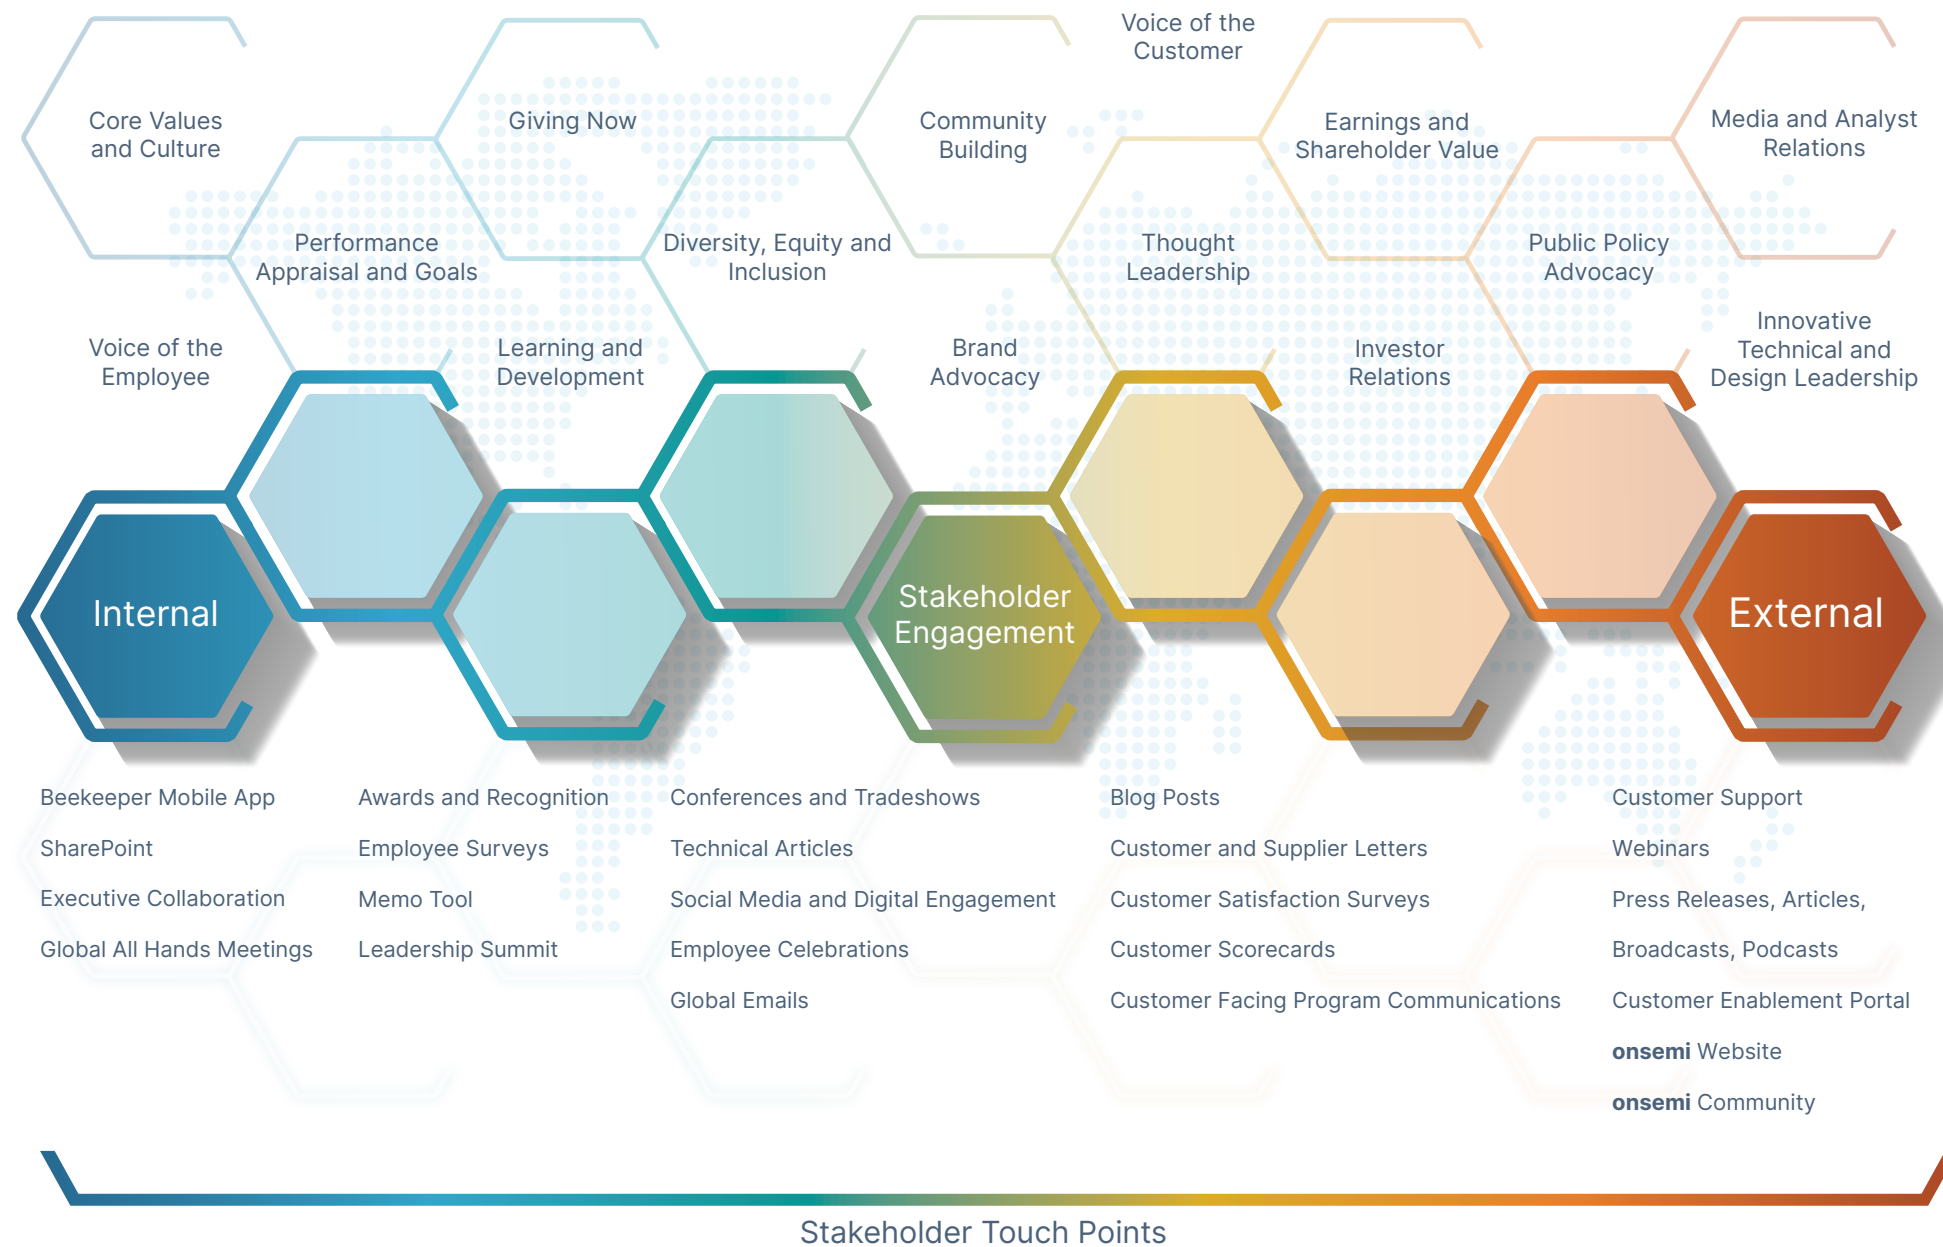 Voice of the
Customer
Core Values
and Culture
Giving Now
Community
Building
Earnings and
Shareholder Value
Media and Analyst
Relations
Performance
Appraisal and Goals
Diversity, Equity and
Inclusion
Thought
Leadership
Public Policy
Advocacy
Voice of the
Employee
Learning and
Development
Brand
Advocacy
Investor
Relations
Innovative
Technical and
Design Leadership
Internal
Stakeholder
Engagement
External
Beekeeper Mobile App
SharePoint
Executive Collaboration
Global All Hands Meetings
Awards and Recognition
Employee Surveys
Memo Tool
Leadership Summit
Conferences and Tradeshows
Technical Articles
Social Media and Digital Engagement
Employee Celebrations
Global Emails
Blog Posts
Customer and Supplier Letters
Customer Satisfaction Surveys
Customer Scorecards
Customer Facing Program Communications
Customer Support
Webinars
Press Releases, Articles,
Broadcasts, Podcasts
Customer Enablement Portal
onsemi Website
onsemi Community
Stakeholder Touch Points